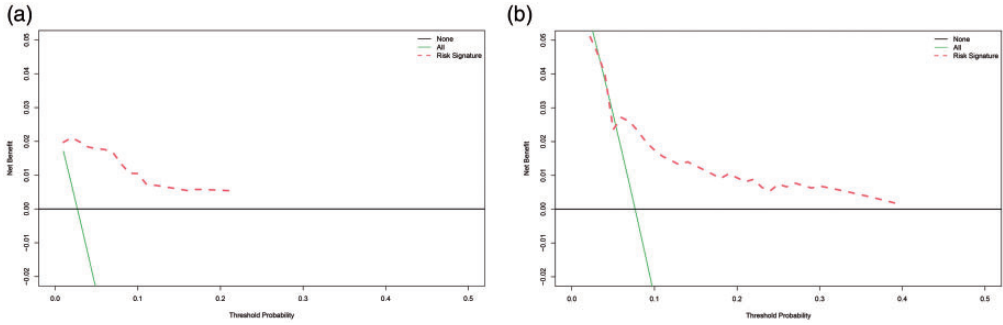 (a)
None
All
Risk Signature
0.05
0.04
0.03
0.02
0.01
0.00
−0.01
−0.02
Net Benefit
0.0
0.1
0.2
0.3
0.4
0.5
Threshold Probability
(b)
None
All
Risk Signature
0.05
0.04
0.03
0.02
0.01
0.00
−0.01
−0.02
Net Benefit
0.0
0.1
0.2
0.3
0.4
0.5
Threshold Probability